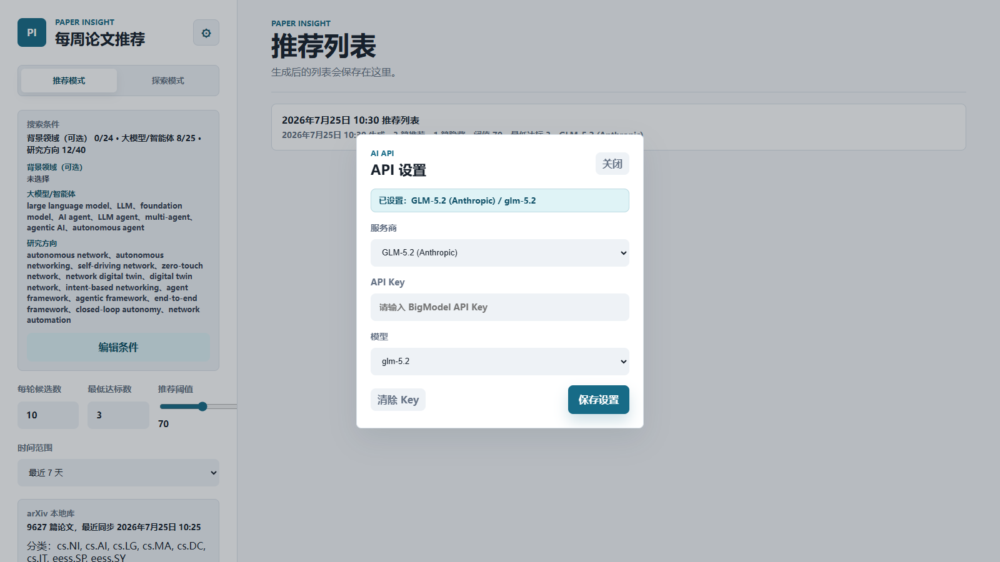 PI
PAPER INSIGHT
每周论文推荐
⚙
推荐模式
探索模式
搜索条件
背景领域（可选） 0/24 • 大模型/智能体 8/25 •
研究方向 12/40
背景领域（可选）
未选择
大模型/智能体
large language model、LLM、foundation
model、AI agent、LLM agent、multi-agent、
agentic AI、autonomous agent
研究方向
autonomous network、autonomous
networking、self-driving network、zero-touch
network、network digital twin、digital twin
network、intent-based networking、agent
framework、agentic framework、end-to-end
framework、closed-loop autonomy、network
automation
编辑条件
每轮候选数
最低达标数
推荐阈值
10
3
70
时间范围
最近 7 天
arXiv 本地库
9627 篇论文，最近同步 2026年7月25日 10:25
分类：cs.NI, cs.AI, cs.LG, cs.MA, cs.DC,
cs.IT, eess.SP, eess.SY
PAPER INSIGHT
推荐列表
生成后的列表会保存在这里。
2026年7月25日 10:30 推荐列表
2026年7月25日 10:30
AI API
API 设置
关闭
已设置：GLM-5.2 (Anthropic) / glm-5.2
服务商
GLM-5.2 (Anthropic)
API Key
请输入 BigModel API Key
模型
glm-5.2
清除 Key
保存设置